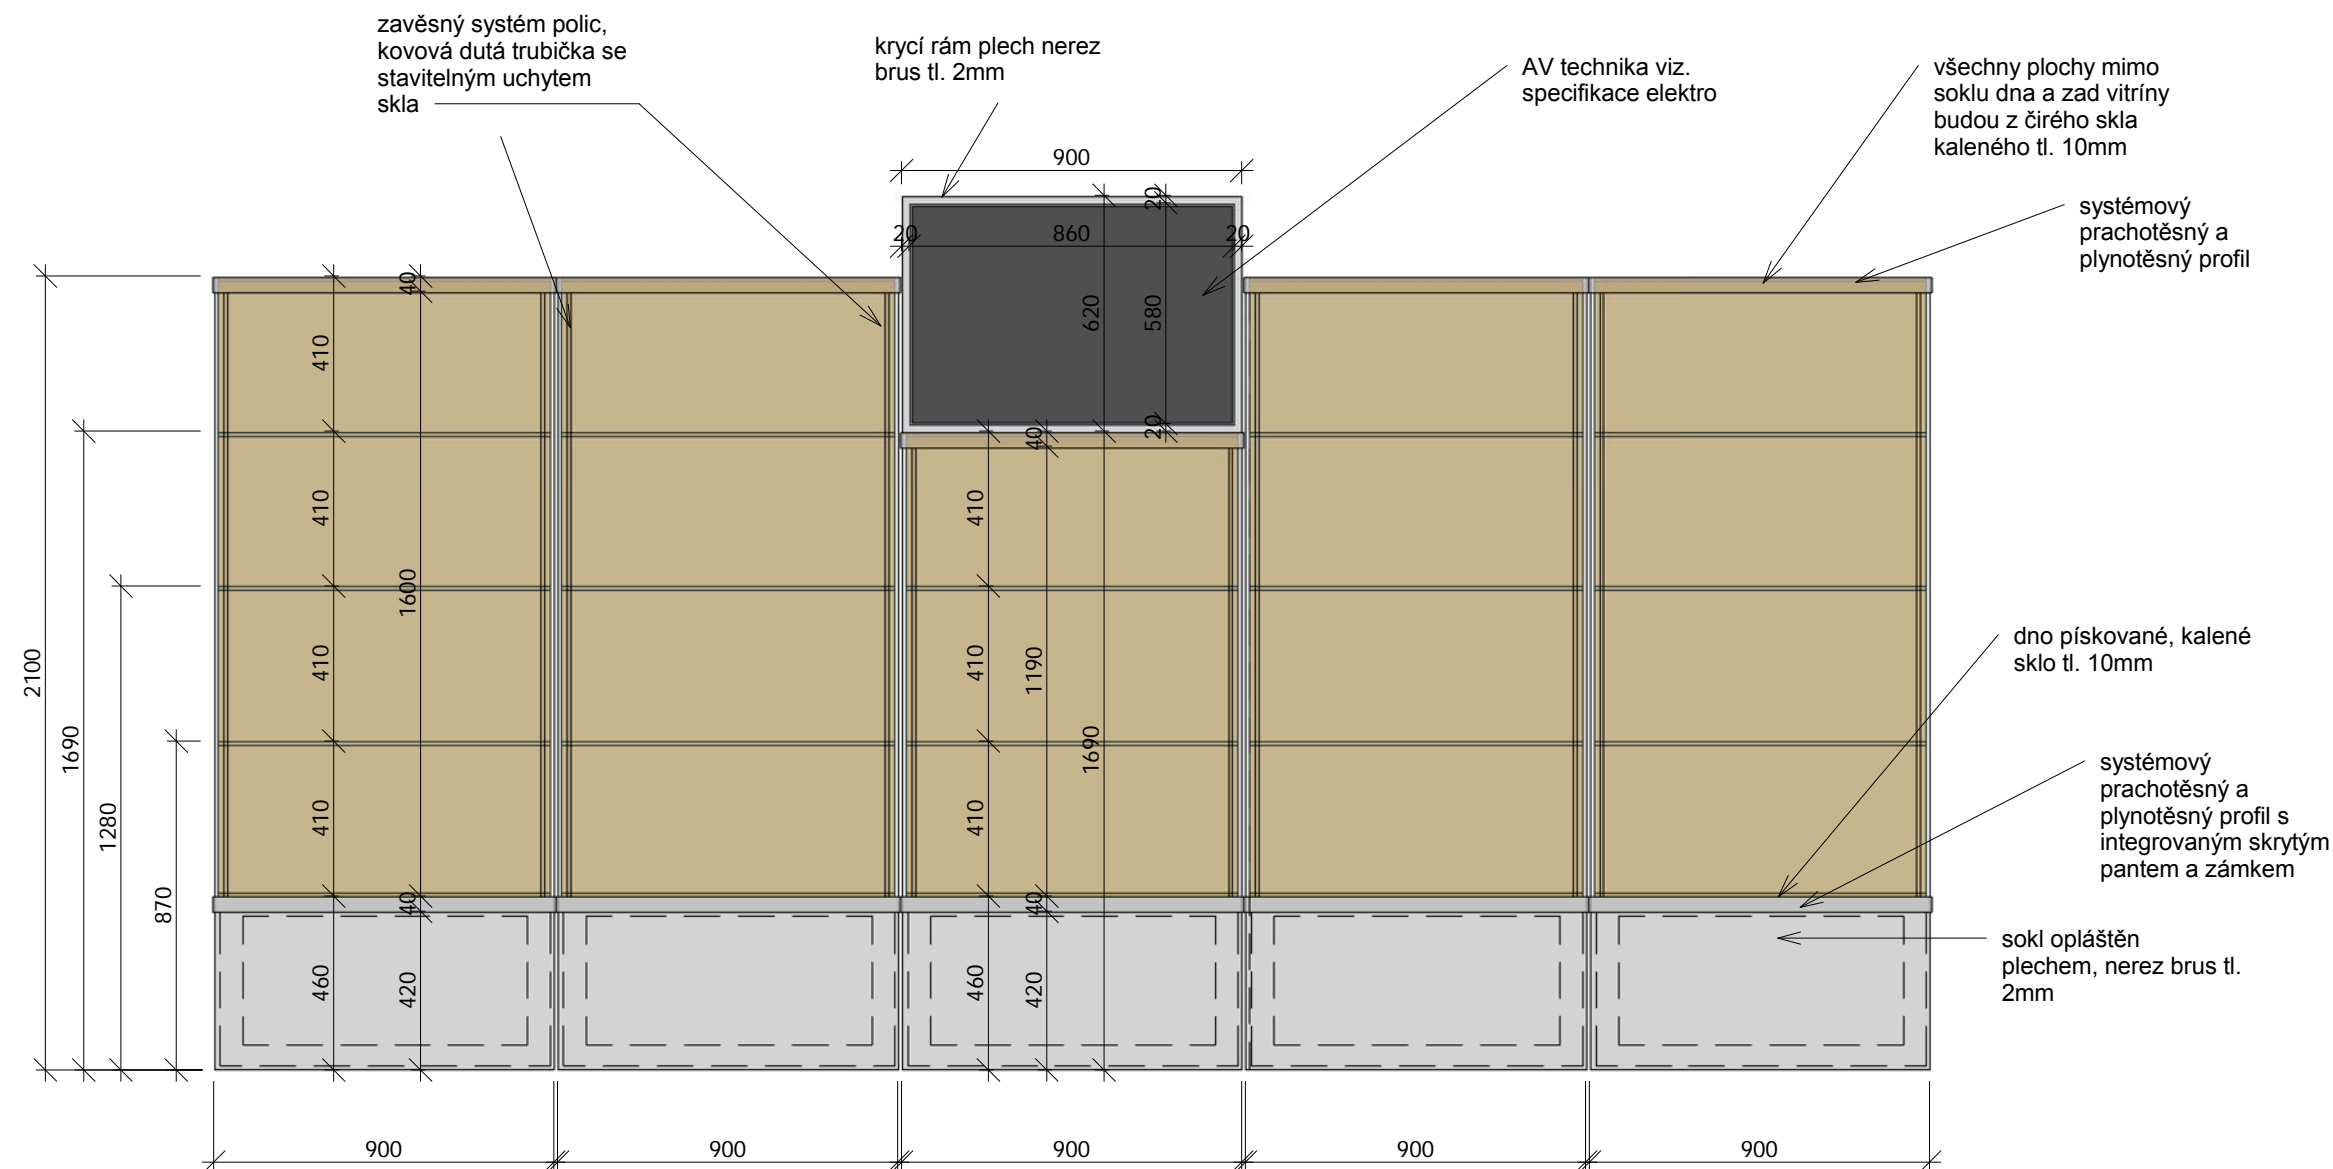 zavěsný systém polic,
kovová dutá trubička se
stavitelným uchytem
skla
krycí rám plech nerez
brus tl. 2mm
AV technika viz.
specifikace elektro
všechny plochy mimo
soklu dna a zad vitríny
budou z čirého skla
kaleného tl. 10mm
systémový
prachotěsný a
plynotěsný profil
900
20
20
860
20
620
580
20
40
410
410
410
410
1600
40
460
420
40
410
410
410
1190
1690
40
460
420
2100
1690
1280
870
dno pískované, kalené
sklo tl. 10mm
systémový
prachotěsný a
plynotěsný profil s
integrovaným skrytým
pantem a zámkem
sokl opláštěn
plechem, nerez brus tl.
2mm
900
900
900
900
900